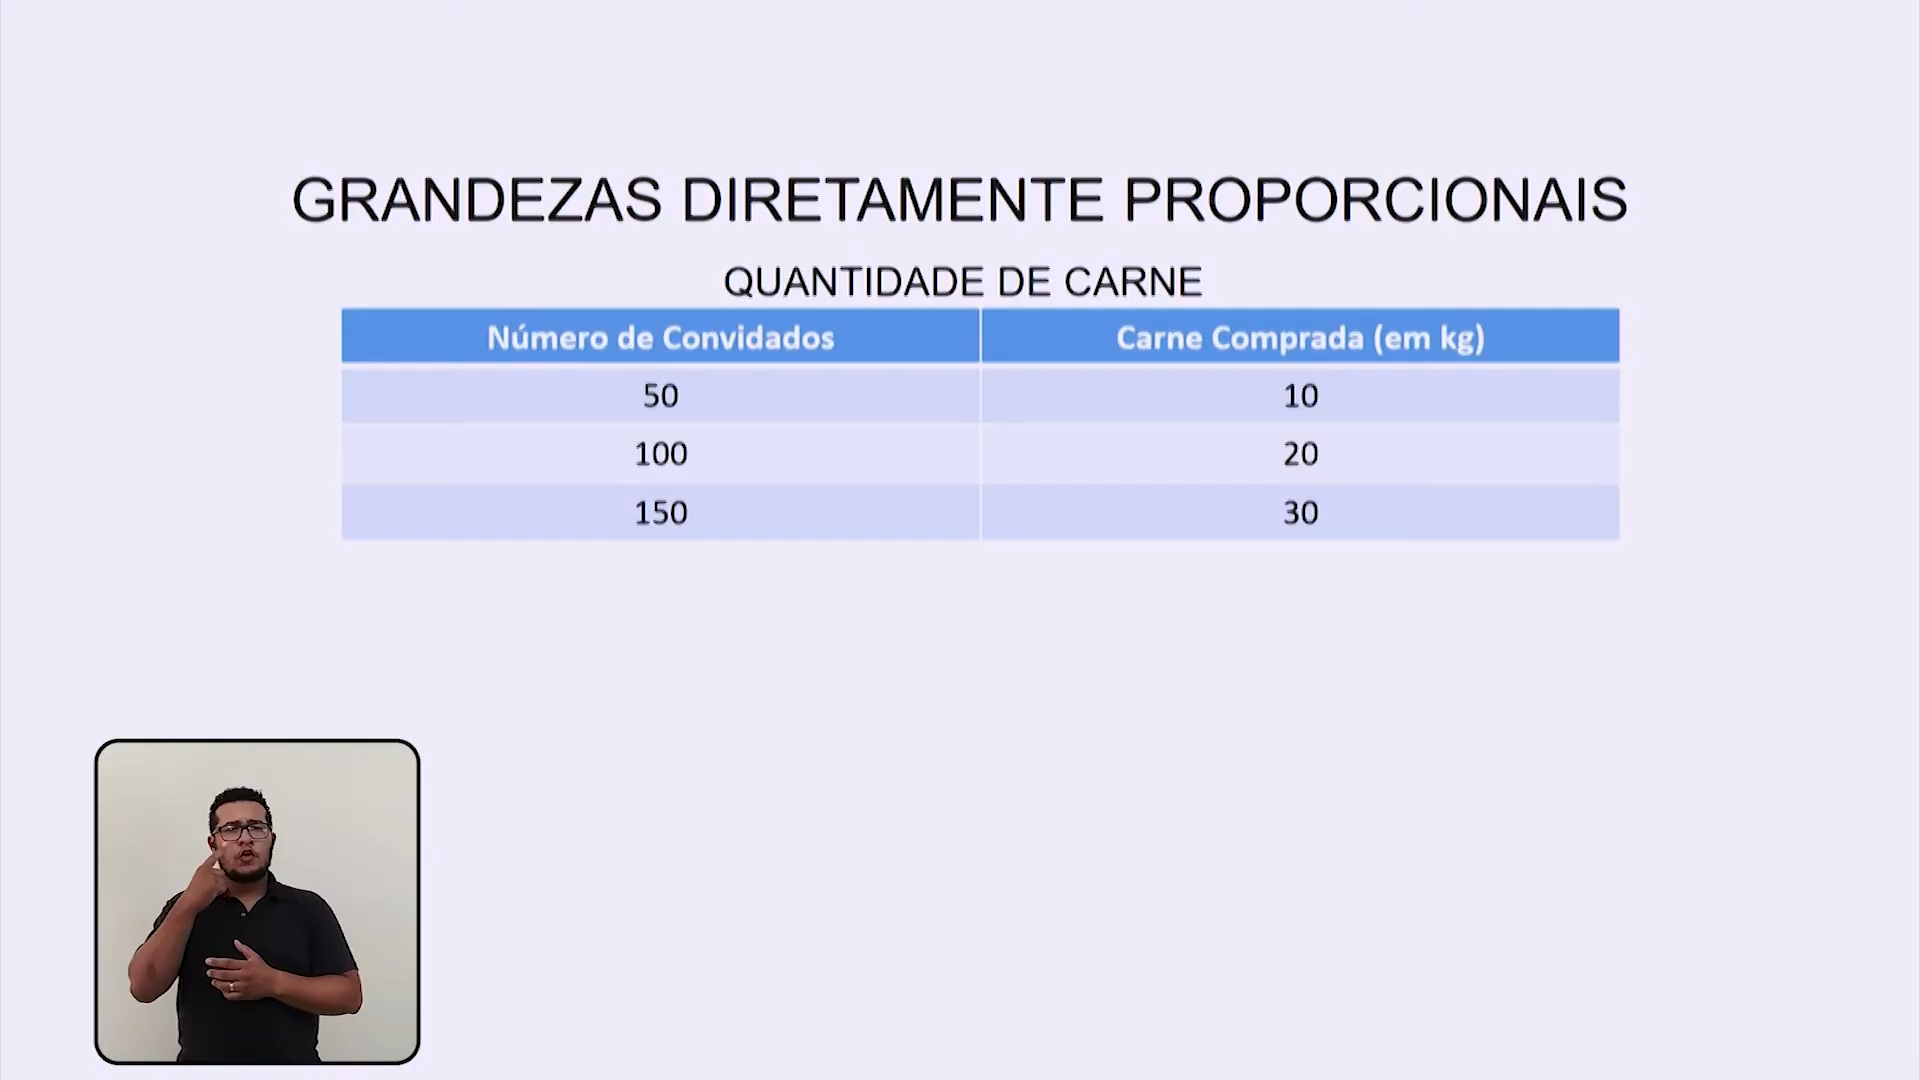 GRANDEZAS DIRETAMENTE PROPORCIONAIS
QUANTIDADE DE CARNE
Número de Convidados Carne Comprada (em kg)
50 10
100 20
150 30